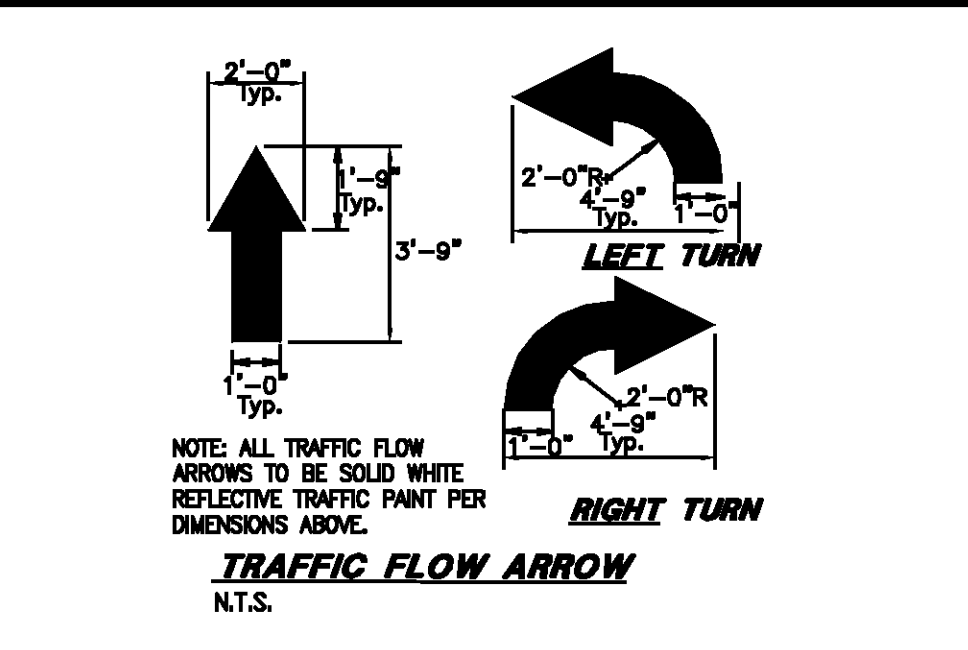 2'-0"
Typ.
1'-9"
Typ.
3'-9"
1'-0"
Typ.
2'-0"R
4'-9"
Typ.
1'-0"
LEFT TURN
2'-0"R
4'-9"
Typ.
1'-0"
RIGHT TURN
NOTE: ALL TRAFFIC FLOW
ARROWS TO BE SOLID WHITE
REFLECTIVE TRAFFIC PAINT PER
DIMENSIONS ABOVE.
TRAFFIC FLOW ARROW
N.T.S.